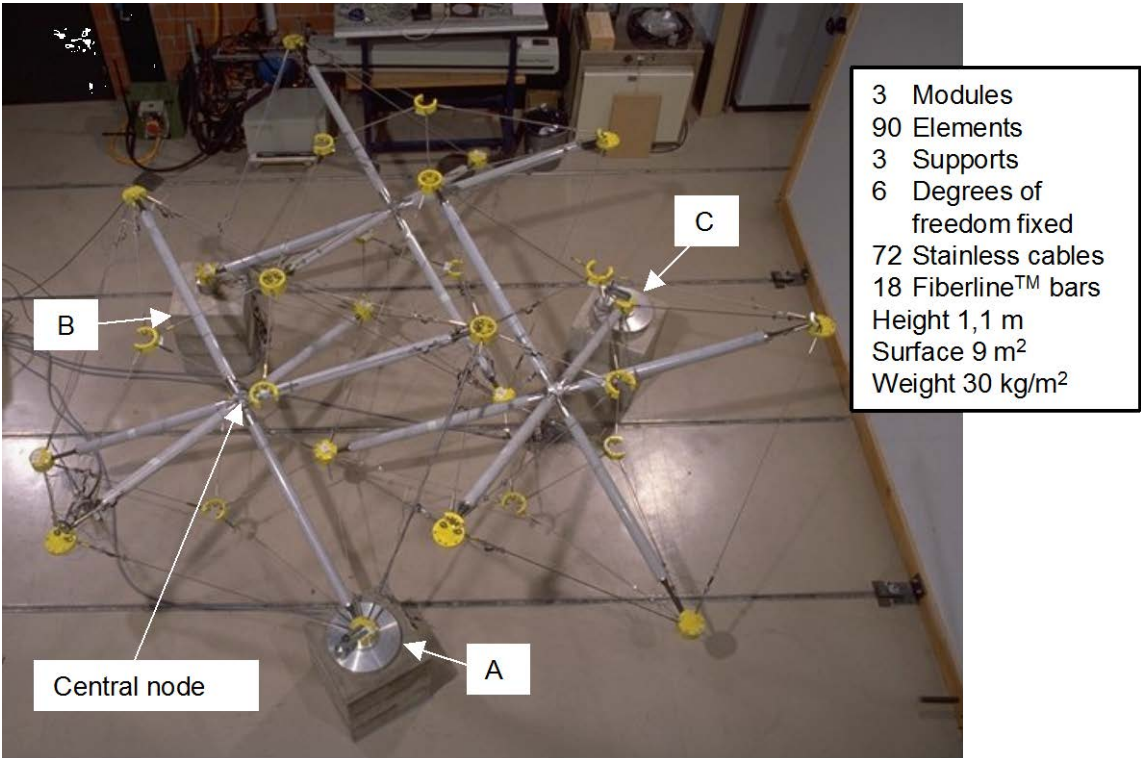 3 Modules
90 Elements
3 Supports
6 Degrees of
freedom fixed
72 Stainless cables
18 Fiberline™ bars
Height 1,1 m
Surface 9 m²
Weight 30 kg/m²
C
B
A
Central node